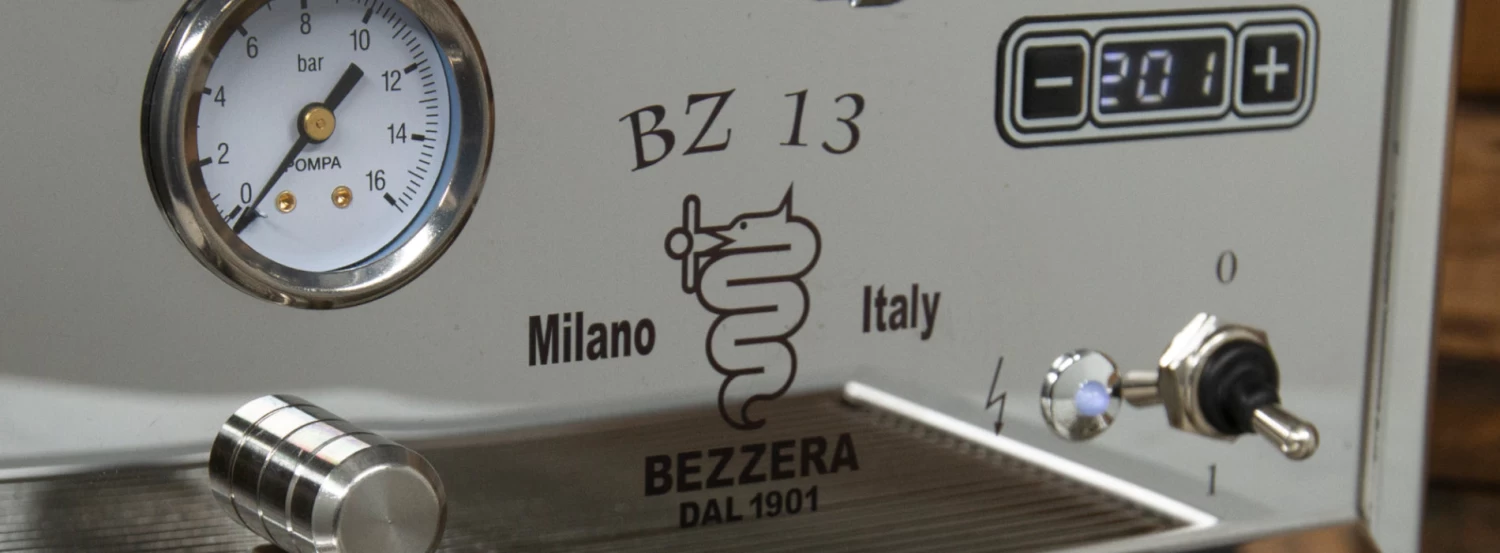 8
6
10
bar
12
4
14
POMPA
2
16
0
BZ 13
- 201 +
Milano
Italy
0
BEZZERA
DAL 1901
1